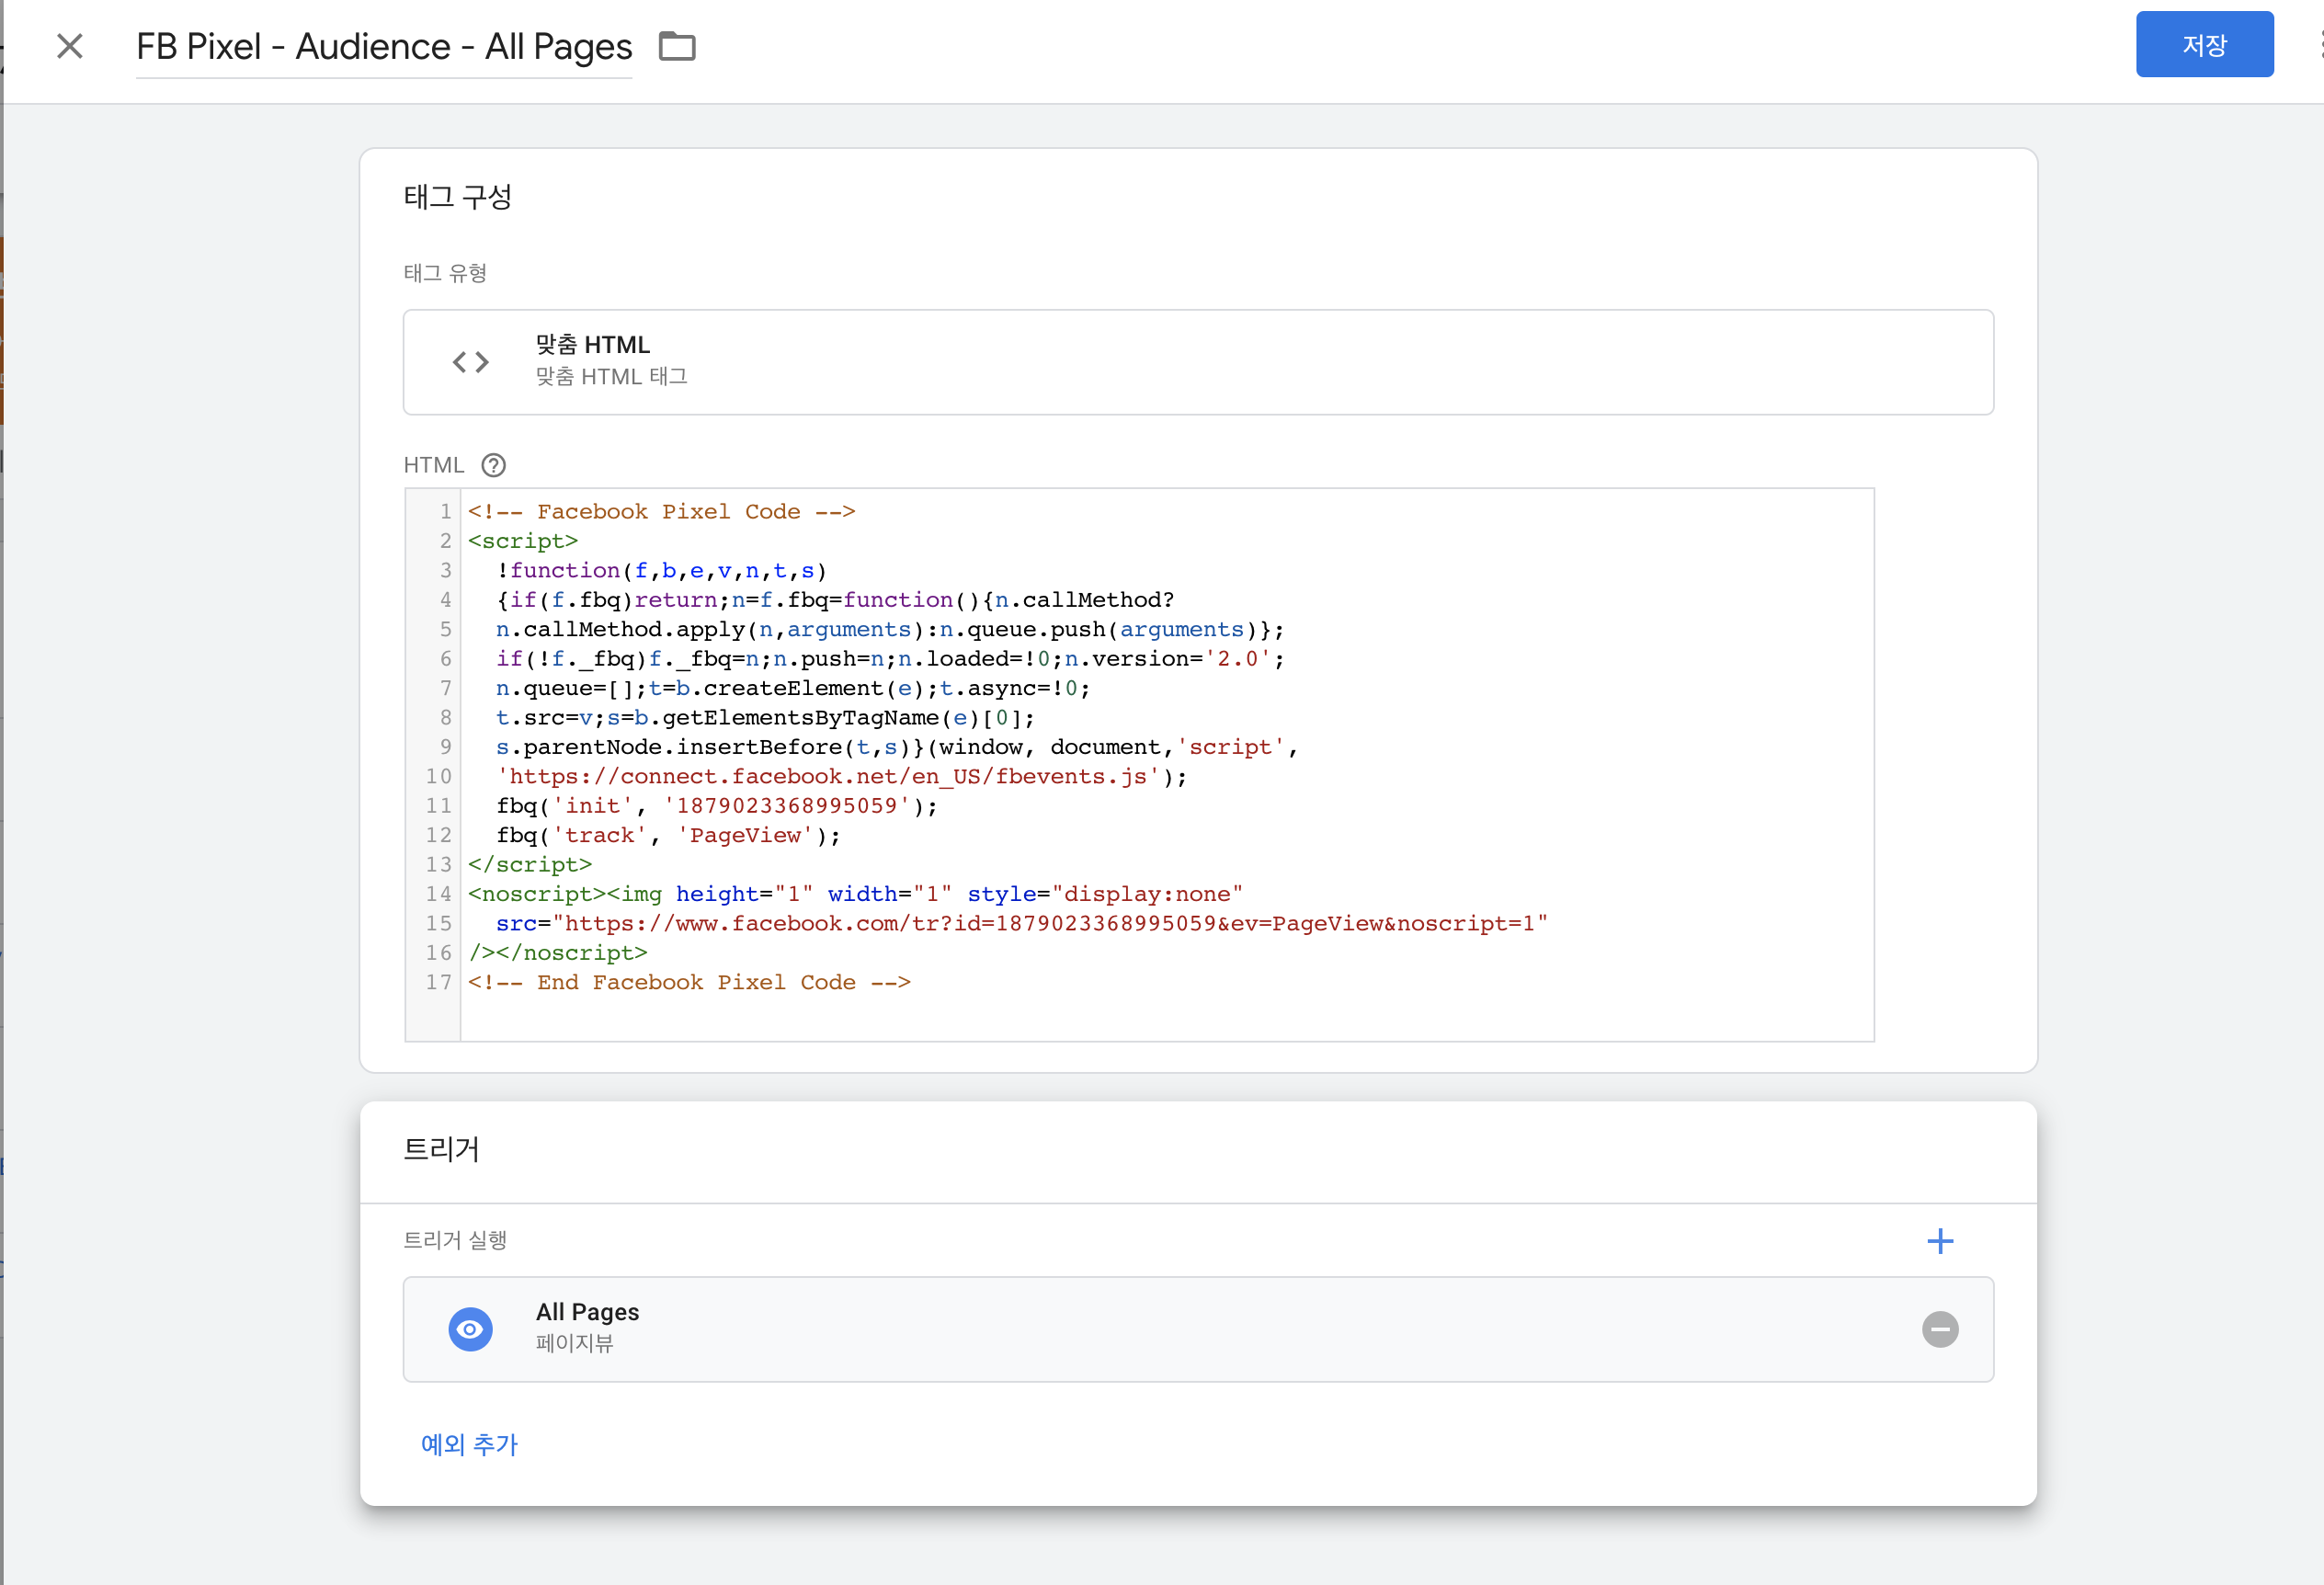 FB Pixel - Audience - All Pages
저장
태그 구성
태그 유형
맞춤 HTML
맞춤 HTML 태그
HTML
1 <!-- Facebook Pixel Code -->
2 <script>
3 !function(f,b,e,v,n,t,s)
4 {if(f.fbq)return;n=f.fbq=function(){n.callMethod?
5 n.callMethod.apply(n,arguments):n.queue.push(arguments)};
6 if(!f._fbq)f._fbq=n;n.push=n;n.loaded=!0;n.version='2.0';
7 n.queue=[];t=b.createElement(e);t.async=!0;
8 t.src=v;s=b.getElementsByTagName(e)[0];
9 s.parentNode.insertBefore(t,s)}(window, document,'script',
10 'https://connect.facebook.net/en_US/fbevents.js');
11 fbq('init', '1879023368995059');
12 fbq('track', 'PageView');
13 </script>
14 <noscript><img height="1" width="1" style="display:none"
15 src="https://www.facebook.com/tr?id=1879023368995059&ev=PageView&noscript=1"
16 /></noscript>
17 <!-- End Facebook Pixel Code -->
트리거
트리거 실행
All Pages
페이지뷰
예외 추가